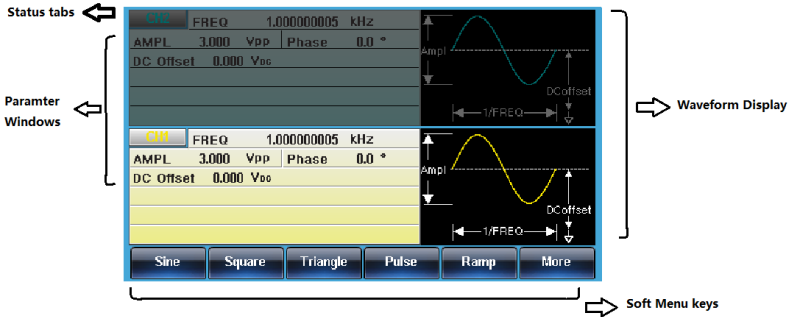 Status tabs
CH2 FREQ 1.000000005 kHz
AMPL 3.000 Vpp Phase 0.0 °
DC Offset 0.000 VDC
Ampl
DCoffset
1/FREQ
Paramter
Windows
Waveform Display
CH1 FREQ 1.000000005 kHz
AMPL 3.000 Vpp Phase 0.0 °
DC Offset 0.000 VDC
Ampl
DCoffset
1/FREQ
Sine Square Triangle Pulse Ramp More
Soft Menu keys